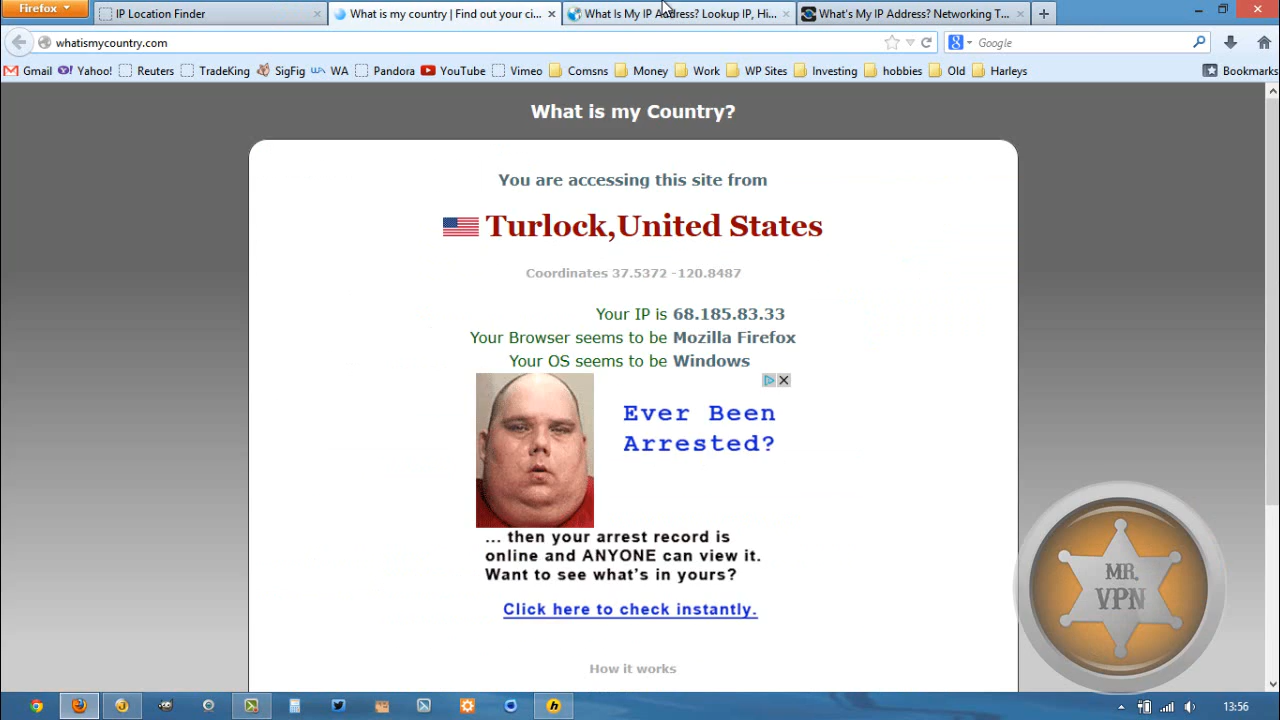 Firefox
IP Location Finder
What is my country | Find out your ci...
What Is My IP Address? Lookup IP, Hi...
What's My IP Address? Networking T...
whatismycountry.com
Google
Gmail
Yahoo!
Reuters
TradeKing
SigFig
WA
Pandora
YouTube
Vimeo
Comsns
Money
Work
WP Sites
Investing
hobbies
Old
Harleys
Bookmarks
What is my Country?
You are accessing this site from
Turlock,United States
Coordinates 37.5372 -120.8487
Your IP is 68.185.83.33
Your Browser seems to be Mozilla Firefox
Your OS seems to be Windows
Ever Been
Arrested?
... then your arrest record is
online and ANYONE can view it.
Want to see what's in yours?
Click here to check instantly.
How it works
MR.
VPN
13:56